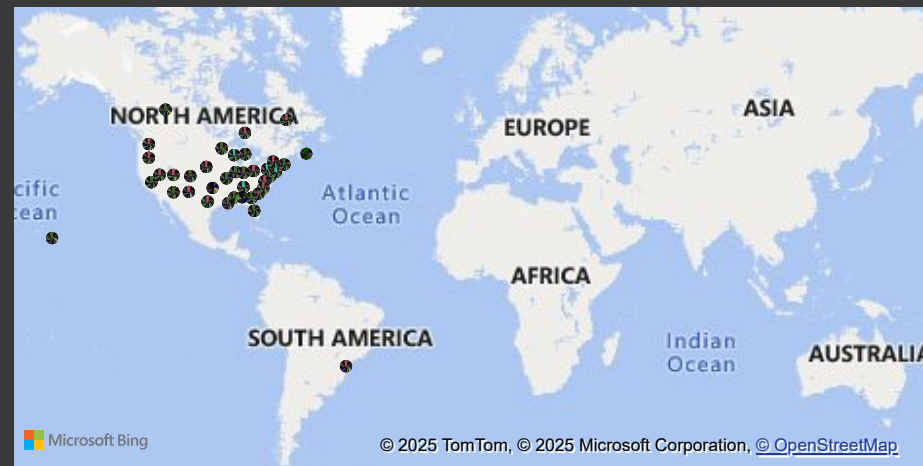 NORTH AMERICA
EUROPE
ASIA
cific
cean
Atlantic
Ocean
AFRICA
SOUTH AMERICA
Indian
Ocean
AUSTRALIA
Microsoft Bing
© 2025 TomTom, © 2025 Microsoft Corporation, © OpenStreetMap